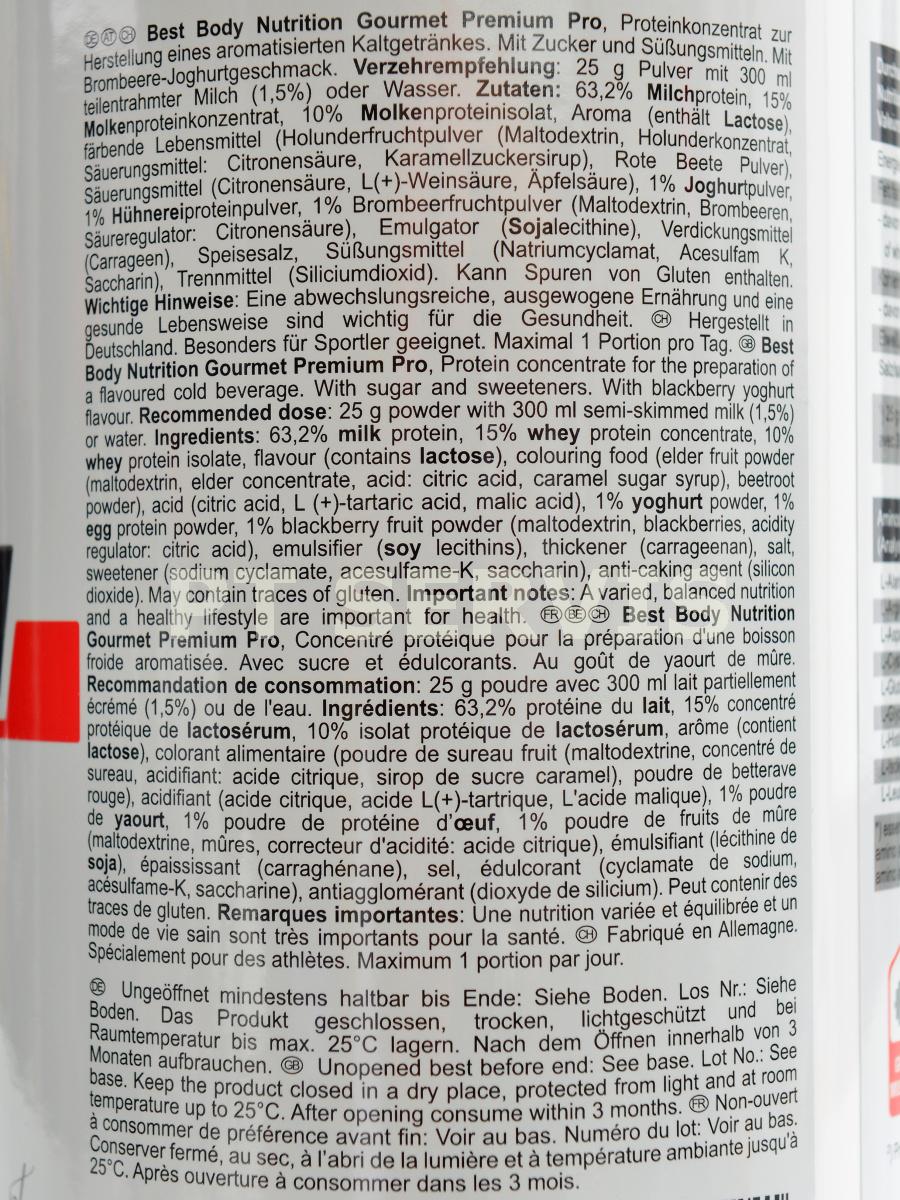 DE AT CH Best Body Nutrition Gourmet Premium Pro, Proteinkonzentrat zur
Herstellung eines aromatisierten Kaltgetränkes. Mit Zucker und Süßungsmitteln. Mit
Brombeere-Joghurtgeschmack. Verzehrempfehlung: 25 g Pulver mit 300 ml
teilentrahmter Milch (1,5%) oder Wasser. Zutaten: 63,2% Milchprotein, 15%
Molkenproteinkonzentrat, 10% Molkenproteinisolat, Aroma (enthält Lactose),
färbende Lebensmittel (Holunderfruchtpulver (Maltodextrin, Holunderkonzentrat,
Säuerungsmittel: Citronensäure, Karamellzuckersirup), Rote Beete Pulver),
Säuerungsmittel (Citronensäure, L(+)-Weinsäure, Äpfelsäure), 1% Joghurtpulver,
1% Hühnereiproteinpulver, 1% Brombeerfruchtpulver (Maltodextrin, Brombeeren,
Säureregulator: Citronensäure), Emulgator (Sojalecithine), Verdickungsmittel
(Carrageen), Speisesalz, Süßungsmittel (Natriumcyclamat, Acesulfam K,
Saccharin), Trennmittel (Siliciumdioxid). Kann Spuren von Gluten enthalten.
Wichtige Hinweise: Eine abwechslungsreiche, ausgewogene Ernährung und eine
gesunde Lebensweise sind wichtig für die Gesundheit. CH Hergestellt in
Deutschland. Besonders für Sportler geeignet. Maximal 1 Portion pro Tag. GB Best
Body Nutrition Gourmet Premium Pro, Protein concentrate for the preparation of
a flavoured cold beverage. With sugar and sweeteners. With blackberry yoghurt
flavour. Recommended dose: 25 g powder with 300 ml semi-skimmed milk (1,5%)
or water. Ingredients: 63,2% milk protein, 15% whey protein concentrate, 10%
whey protein isolate, flavour (contains lactose), colouring food (elder fruit powder
(maltodextrin, elder concentrate, acid: citric acid, caramel sugar syrup), beetroot
powder), acid (citric acid, L (+)-tartaric acid, malic acid), 1% yoghurt powder, 1%
egg protein powder, 1% blackberry fruit powder (maltodextrin, blackberries, acidity
regulator: citric acid), emulsifier (soy lecithins), thickener (carrageenan), salt,
sweetener (sodium cyclamate, acesulfame-K, saccharin), anti-caking agent (silicon
dioxide). May contain traces of gluten. Important notes: A varied, balanced nutrition
and a healthy lifestyle are important for health. FR BE CH Best Body Nutrition
Gourmet Premium Pro, Concentré protéique pour la préparation d'une boisson
froide aromatisée. Avec sucre et édulcorants. Au goût de yaourt de mûre.
Recommandation de consommation: 25 g poudre avec 300 ml lait partiellement
écrémé (1,5%) ou de l'eau. Ingrédients: 63,2% protéine du lait, 15% concentré
protéique de lactosérum, 10% isolat protéique de lactosérum, arôme (contient
lactose), colorant alimentaire (poudre de sureau fruit (maltodextrine, concentré de
sureau, acidifiant: acide citrique, sirop de sucre caramel), poudre de betterave
rouge), acidifiant (acide citrique, acide L(+)-tartrique, L'acide malique), 1% poudre
de yaourt, 1% poudre de protéine d'œuf, 1% poudre de fruits de mûre
(maltodextrine, mûres, correcteur d'acidité: acide citrique), émulsifiant (lécithine de
soja), épaississant (carraghénane), sel, édulcorant (cyclamate de sodium,
acésulfame-K, saccharine), antiagglomérant (dioxyde de silicium). Peut contenir des
traces de gluten. Remarques importantes: Une nutrition variée et équilibrée et un
mode de vie sain sont très importants pour la santé. CH Fabriqué en Allemagne.
Spécialement pour des athlètes. Maximum 1 portion par jour.
DE Ungeöffnet mindestens haltbar bis Ende: Siehe Boden. Los Nr.: Siehe
Boden. Das Produkt geschlossen, trocken, lichtgeschützt und bei
Raumtemperatur bis max. 25°C lagern. Nach dem Öffnen innerhalb von 3
Monaten aufbrauchen. GB Unopened best before end: See base. Lot No.: See
base. Keep the product closed in a dry place, protected from light and at room
temperature up to 25°C. After opening consume within 3 months. FR Non-ouvert
à consommer de préférence avant fin: Voir au bas. Numéro du lot: Voir au bas.
Conserver fermé, au sec, à l'abri de la lumière et à température ambiante jusqu'à
25°C. Après ouverture à consommer dans les 3 mois.